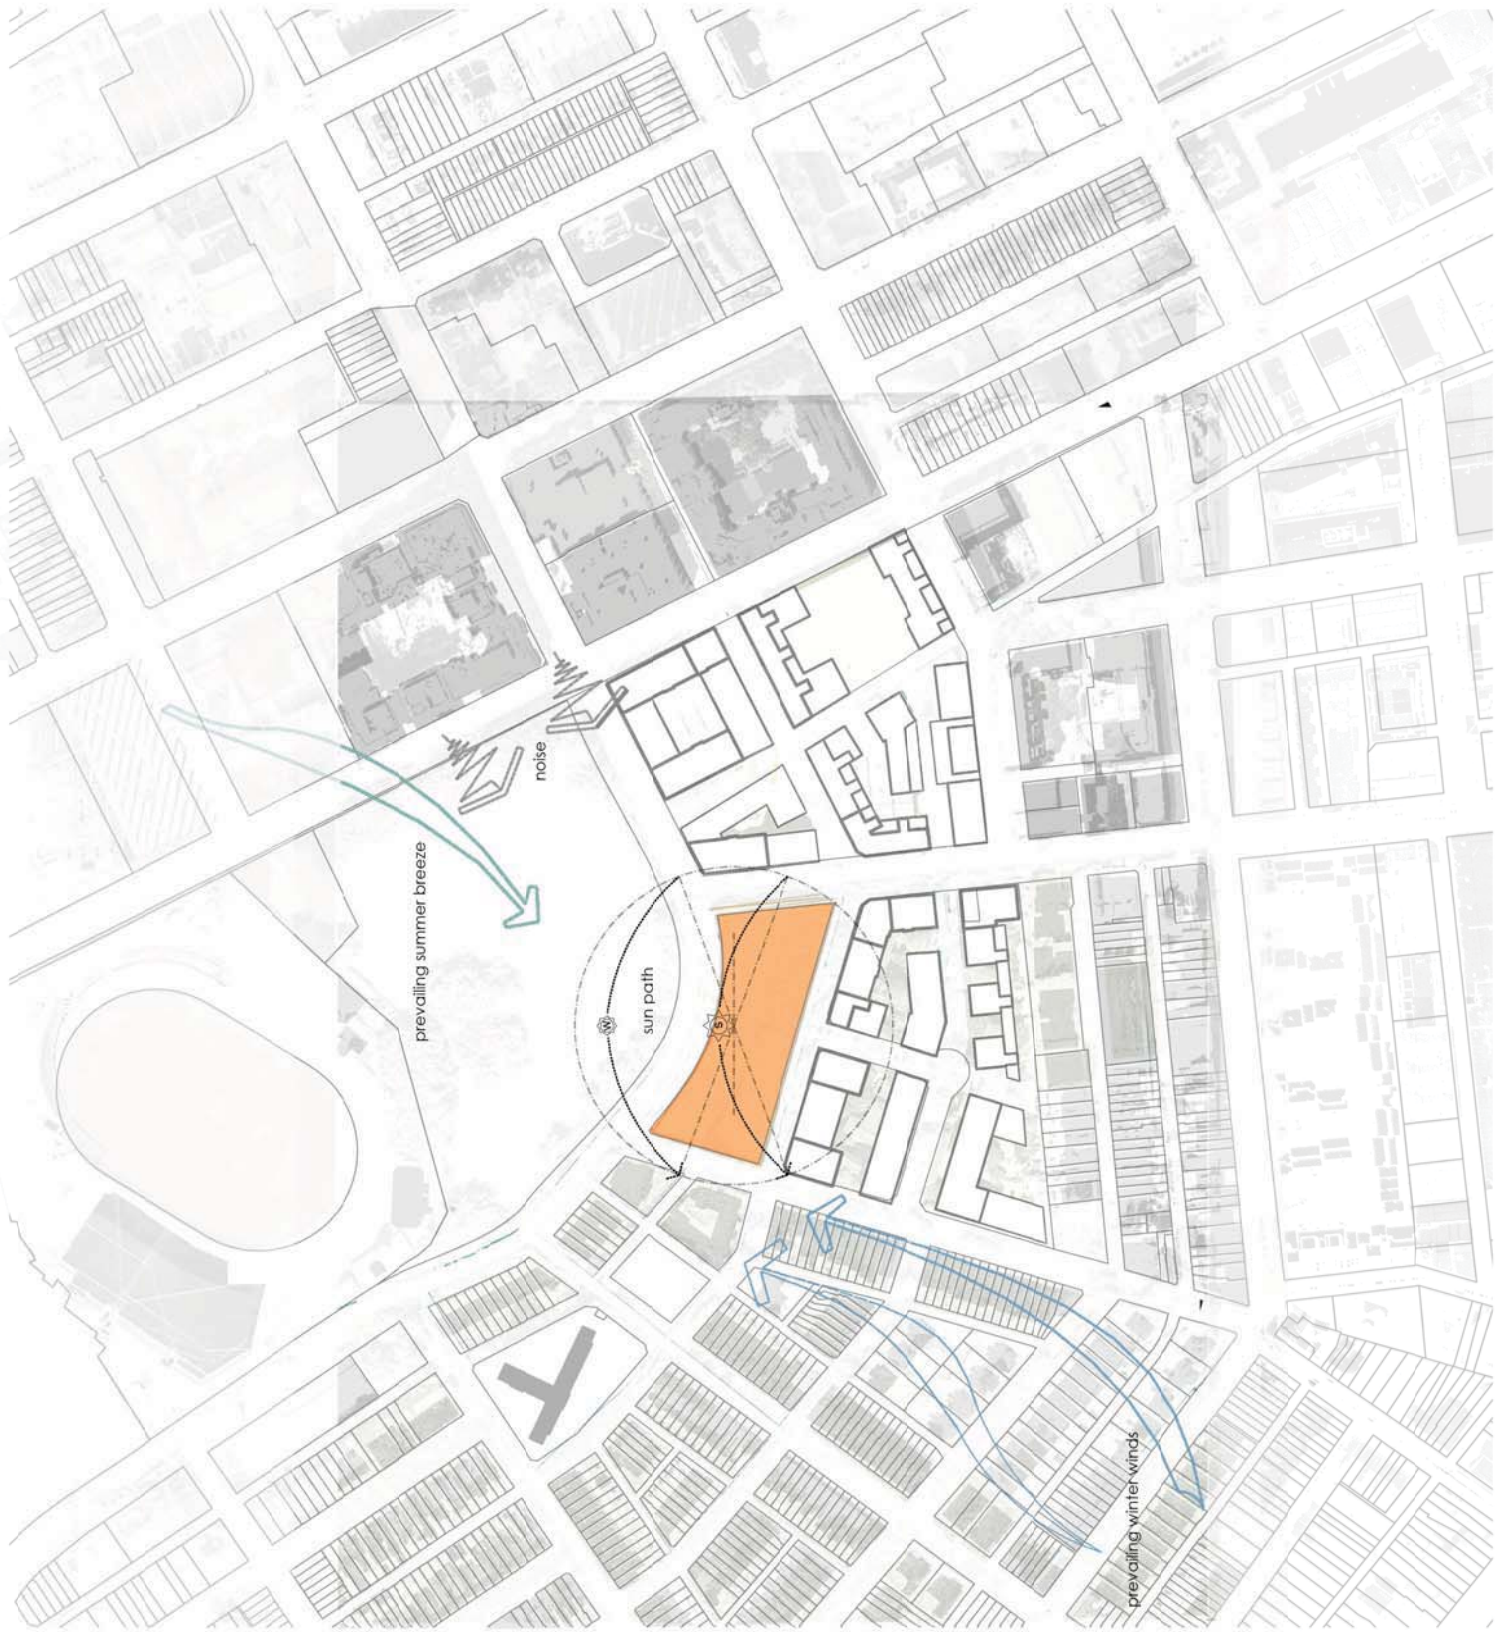 noise
prevailing summer breeze
sun path
W
S
prevailing winter winds